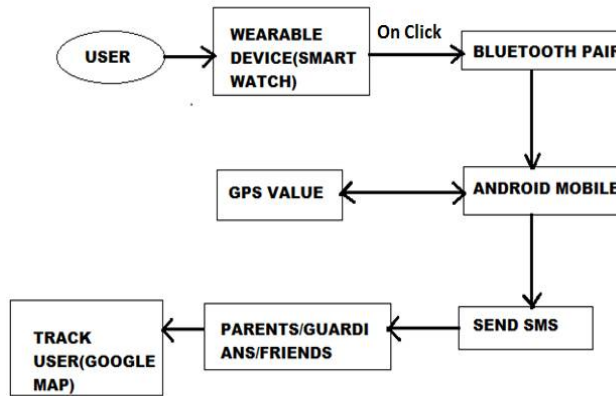 USER
WEARABLE
DEVICE(SMART
WATCH)
On Click
BLUETOOTH PAIR
GPS VALUE
ANDROID MOBILE
TRACK
USER(GOOGLE
MAP)
PARENTS/GUARDI
ANS/FRIENDS
SEND SMS